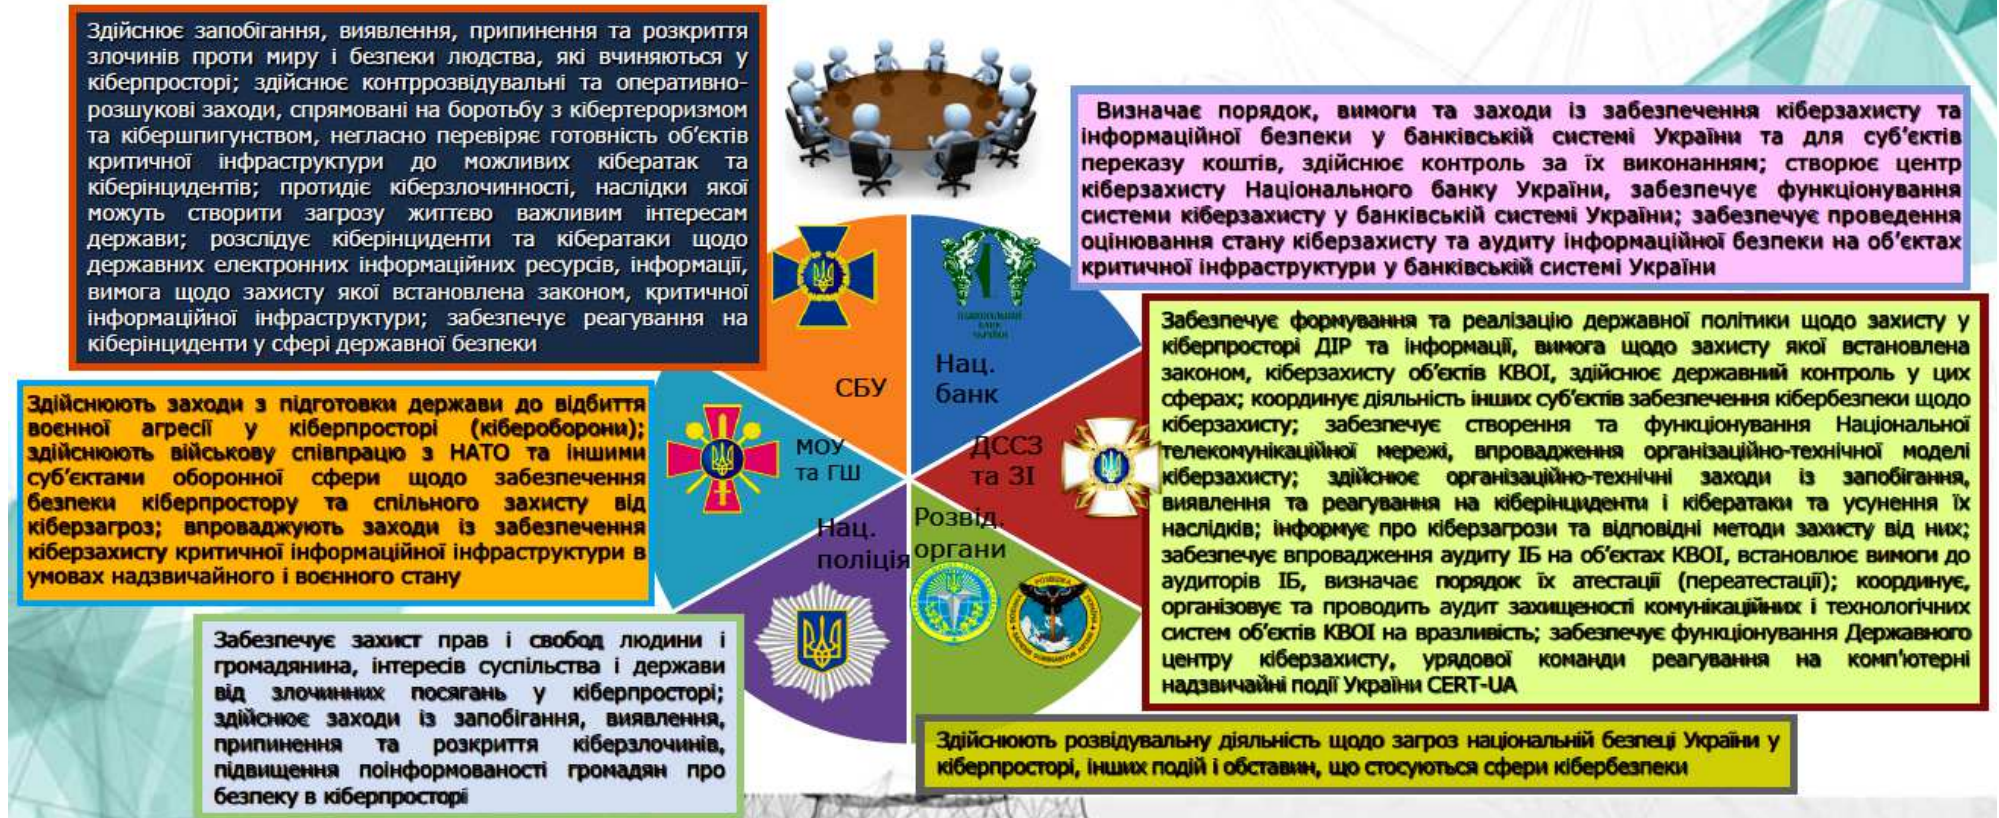 Здійснює запобігання, виявлення, припинення та розкриття
злочинів проти миру і безпеки людства, які вчиняються у
кіберпросторі; здійснює контррозвідувальні та оперативно-
розшукові заходи, спрямовані на боротьбу з кібертероризмом
та кібершпигунством, негласно перевіряє готовність об’єктів
критичної інфраструктури до можливих кібератак та
кіберінцидентів; протидіє кіберзлочинності, наслідки якої
можуть створити загрозу життєво важливим інтересам
держави; розслідує кіберінциденти та кібератаки щодо
державних електронних інформаційних ресурсів, інформації,
вимога щодо захисту якої встановлена законом, критичної
інформаційної інфраструктури; забезпечує реагування на
кіберінциденти у сфері державної безпеки
Визначає порядок, вимоги та заходи із забезпечення кіберзахисту та
інформаційної безпеки у банківській системі України та для суб’єктів
переказу коштів, здійснює контроль за їх виконанням; створює центр
кіберзахисту Національного банку України, забезпечує функціонування
системи кіберзахисту у банківській системі України; забезпечує проведення
оцінювання стану кіберзахисту та аудиту інформаційної безпеки на об’єктах
критичної інфраструктури у банківській системі України
НАЦІОНАЛЬНИЙ
БАНК
УКРАЇНИ
СБУ
Нац.
банк
МОУ
та ГШ
ДССЗ
та ЗІ
Нац.
поліція
Розвід.
органи
Забезпечує формування та реалізацію державної політики щодо захисту у
кіберпросторі ДІР та інформації, вимога щодо захисту якої встановлена
законом, кіберзахисту об’єктів КВОІ, здійснює державний контроль у цих
сферах; координує діяльність інших суб’єктів забезпечення кібербезпеки щодо
кіберзахисту; забезпечує створення та функціонування Національної
телекомунікаційної мережі, впровадження організаційно-технічної моделі
кіберзахисту; здійснює організаційно-технічні заходи із запобігання,
виявлення та реагування на кіберінциденти і кібератаки та усунення їх
наслідків; інформує про кіберзагрози та відповідні методи захисту від них;
забезпечує впровадження аудиту ІБ на об’єктах КВОІ, встановлює вимоги до
аудиторів ІБ, визначає порядок їх атестації (переатестації); координує,
організовує та проводить аудит захищеності комунікаційних і технологічних
систем об’єктів КВОІ на вразливість; забезпечує функціонування Державного
центру кіберзахисту, урядової команди реагування на комп’ютерні
надзвичайні події України CERT-UA
Здійснюють заходи з підготовки держави до відбиття
воєнної агресії у кіберпросторі (кібероборони);
здійснюють військову співпрацю з НАТО та іншими
суб’єктами оборонної сфери щодо забезпечення
безпеки кіберпростору та спільного захисту від
кіберзагроз; впроваджують заходи із забезпечення
кіберзахисту критичної інформаційної інфраструктури в
умовах надзвичайного і воєнного стану
Забезпечує захист прав і свобод людини і
громадянина, інтересів суспільства і держави
від злочинних посягань у кіберпросторі;
здійснює заходи із запобігання, виявлення,
припинення та розкриття кіберзлочинів,
підвищення поінформованості громадян про
безпеку в кіберпросторі
Здійснюють розвідувальну діяльність щодо загроз національній безпеці України у
кіберпросторі, інших подій і обставин, що стосуються сфери кібербезпеки